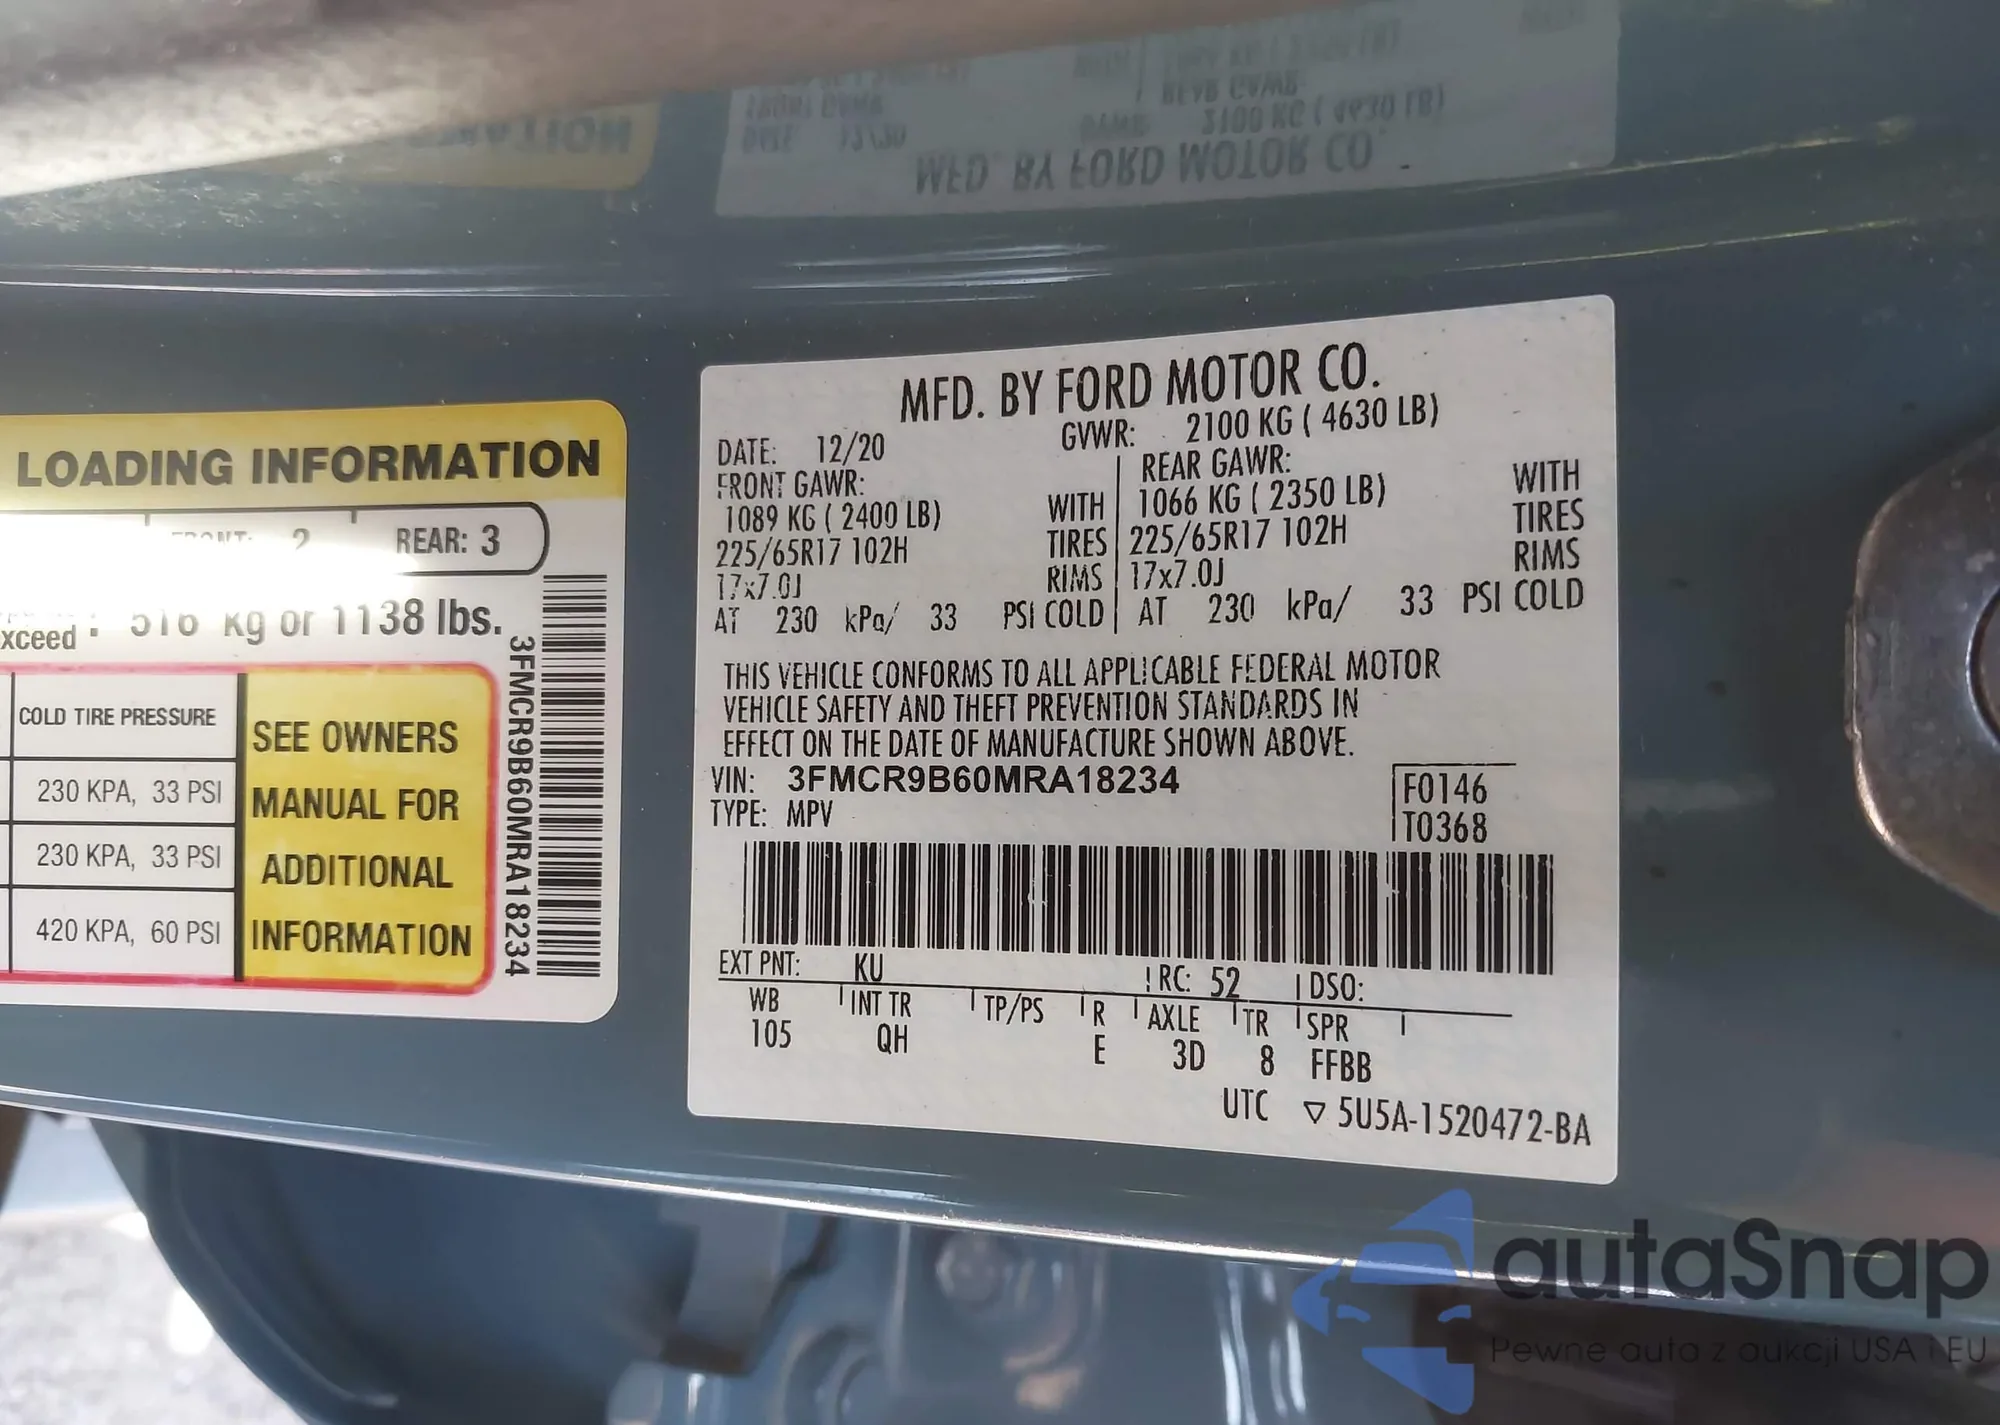 LOADING INFORMATION
2 REAR: 3
xceed : 516 kg or 1138 lbs.
COLD TIRE PRESSURE
230 KPA, 33 PSI
230 KPA, 33 PSI
420 KPA, 60 PSI
SEE OWNERS
MANUAL FOR
ADDITIONAL
INFORMATION
3FMCR9B60MRA18234
MFD. BY FORD MOTOR CO.
DATE: 12/20 GVWR: 2100 KG ( 4630 LB)
FRONT GAWR: REAR GAWR:
1089 KG ( 2400 LB) WITH 1066 KG ( 2350 LB) WITH
225/65R17 102H TIRES 225/65R17 102H TIRES
17x7.0J RIMS 17x7.0J RIMS
AT 230 kPa/ 33 PSI COLD AT 230 kPa/ 33 PSI COLD
THIS VEHICLE CONFORMS TO ALL APPLICABLE FEDERAL MOTOR
VEHICLE SAFETY AND THEFT PREVENTION STANDARDS IN
EFFECT ON THE DATE OF MANUFACTURE SHOWN ABOVE.
VIN: 3FMCR9B60MRA18234 F0146
TYPE: MPV T0368
EXT PNT: KU RC: 52 DSO:
WB INT TR TP/PS R AXLE TR SPR
105 QH E 3D 8 FFBB
UTC ▽ 5U5A-1520472-BA
autaSnap
Pewne auta z aukcji USA i EU